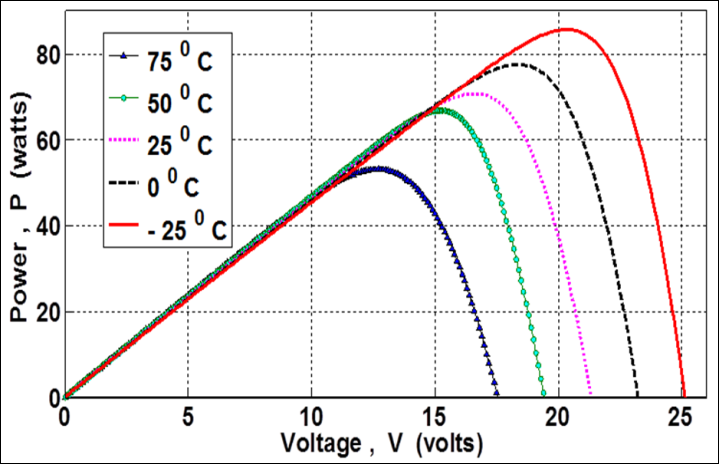 80
60
40
20
0
Power , P (watts)
75 0 C
50 0 C
25 0 C
0 0 C
- 25 0 C
0 5 10 15 20 25
Voltage , V (volts)